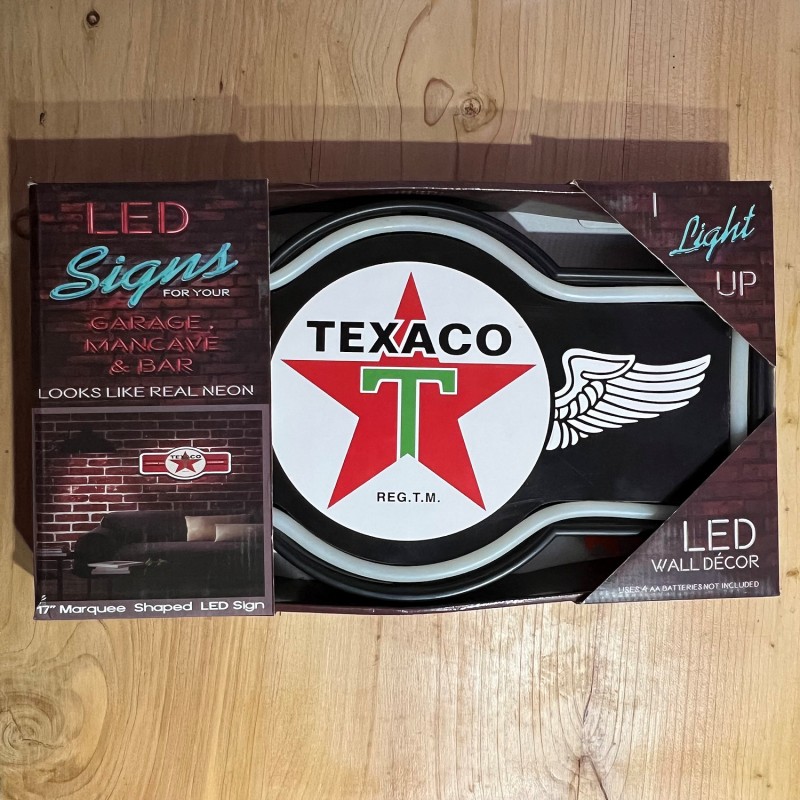 LED
Signs
FOR YOUR
GARAGE,
MANCAVE
& BAR
LOOKS LIKE REAL NEON
TEXACO
17" Marquee Shaped LED Sign
TEXACO
T
REG.T.M.
Light
UP
LED
WALL DÉCOR
USES 4 AA BATTERIES NOT INCLUDED